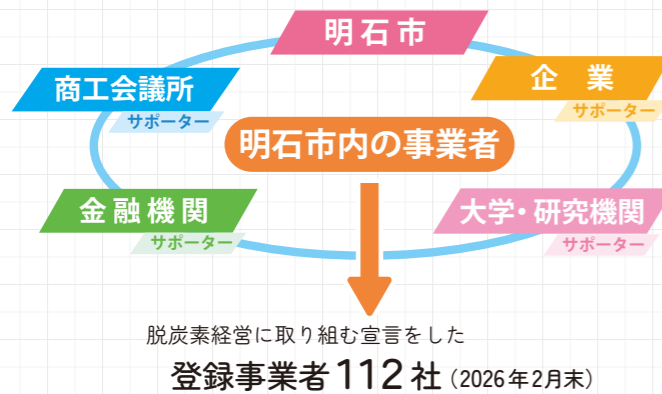 明石市
商工会議所
サポーター
企業
サポーター
明石市内の事業者
金融機関
サポーター
大学・研究機関
サポーター
脱炭素経営に取り組む宣言をした
登録事業者112社(2026年2月末)